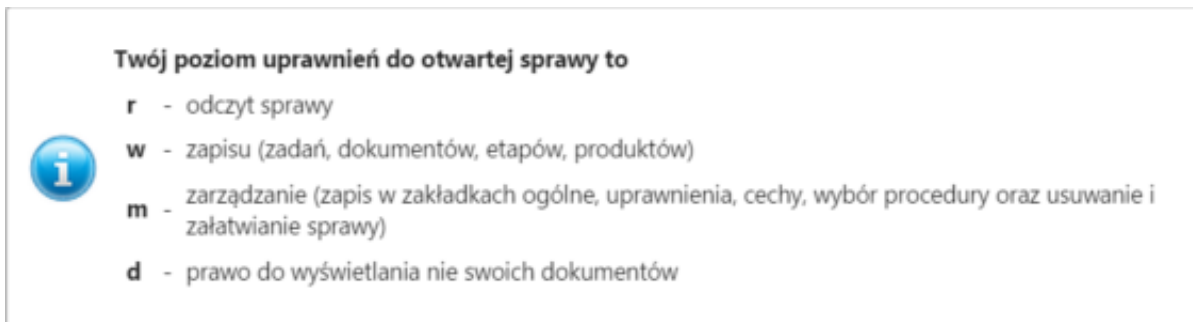 Twój poziom uprawnień do otwartej sprawy to
r - odczyt sprawy
w - zapisu (zadań, dokumentów, etapów, produktów)
m - zarządzanie (zapis w zakładkach ogólne, uprawnienia, cechy, wybór procedury oraz usuwanie i
załatwianie sprawy)
d - prawo do wyświetlania nie swoich dokumentów